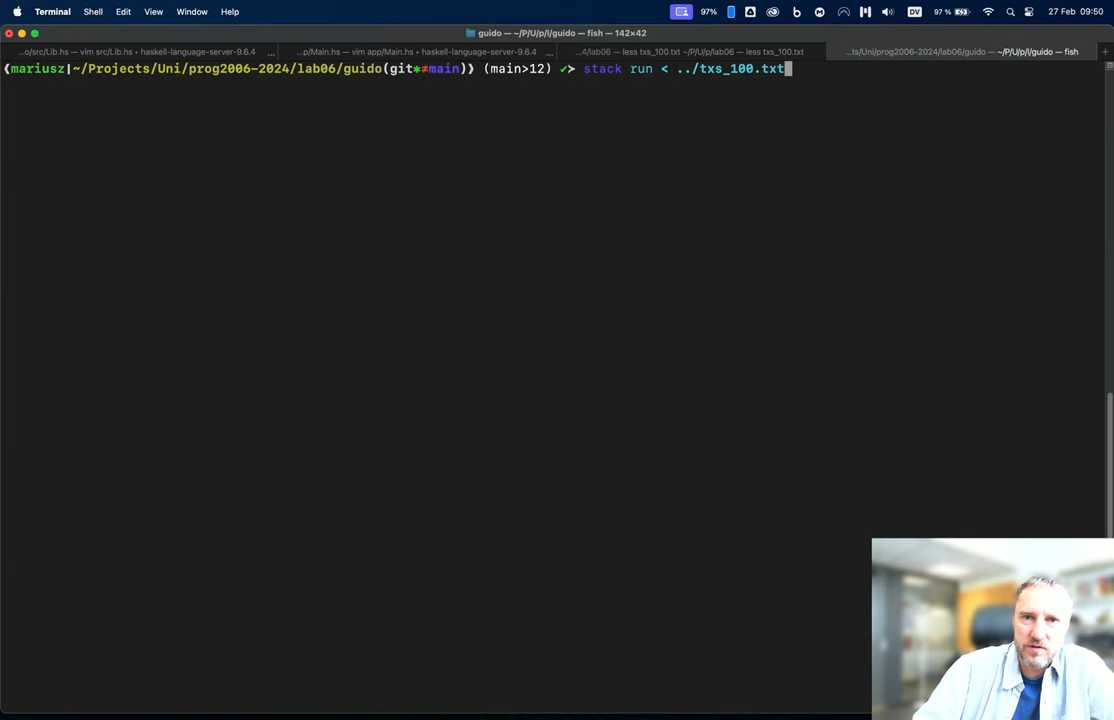 Terminal Shell Edit View Window Help 97% DV 97 % 27 Feb 09:50
guido — ~/P/U/p/l/guido — fish — 142×42
...o/src/Lib.hs — vim src/Lib.hs • haskell-language-server-9.6.4 ...
...p/Main.hs — vim app/Main.hs • haskell-language-server-9.6.4 ...
...4/lab06 — less txs_100.txt ~/P/U/p/lab06 — less txs_100.txt
...ts/Uni/prog2006-2024/lab06/guido — ~/P/U/p/l/guido — fish
⟪mariusz|~/Projects/Uni/prog2006-2024/lab06/guido(git*≠main)⟫ (main>12) ✔➤ stack run < ../txs_100.txt